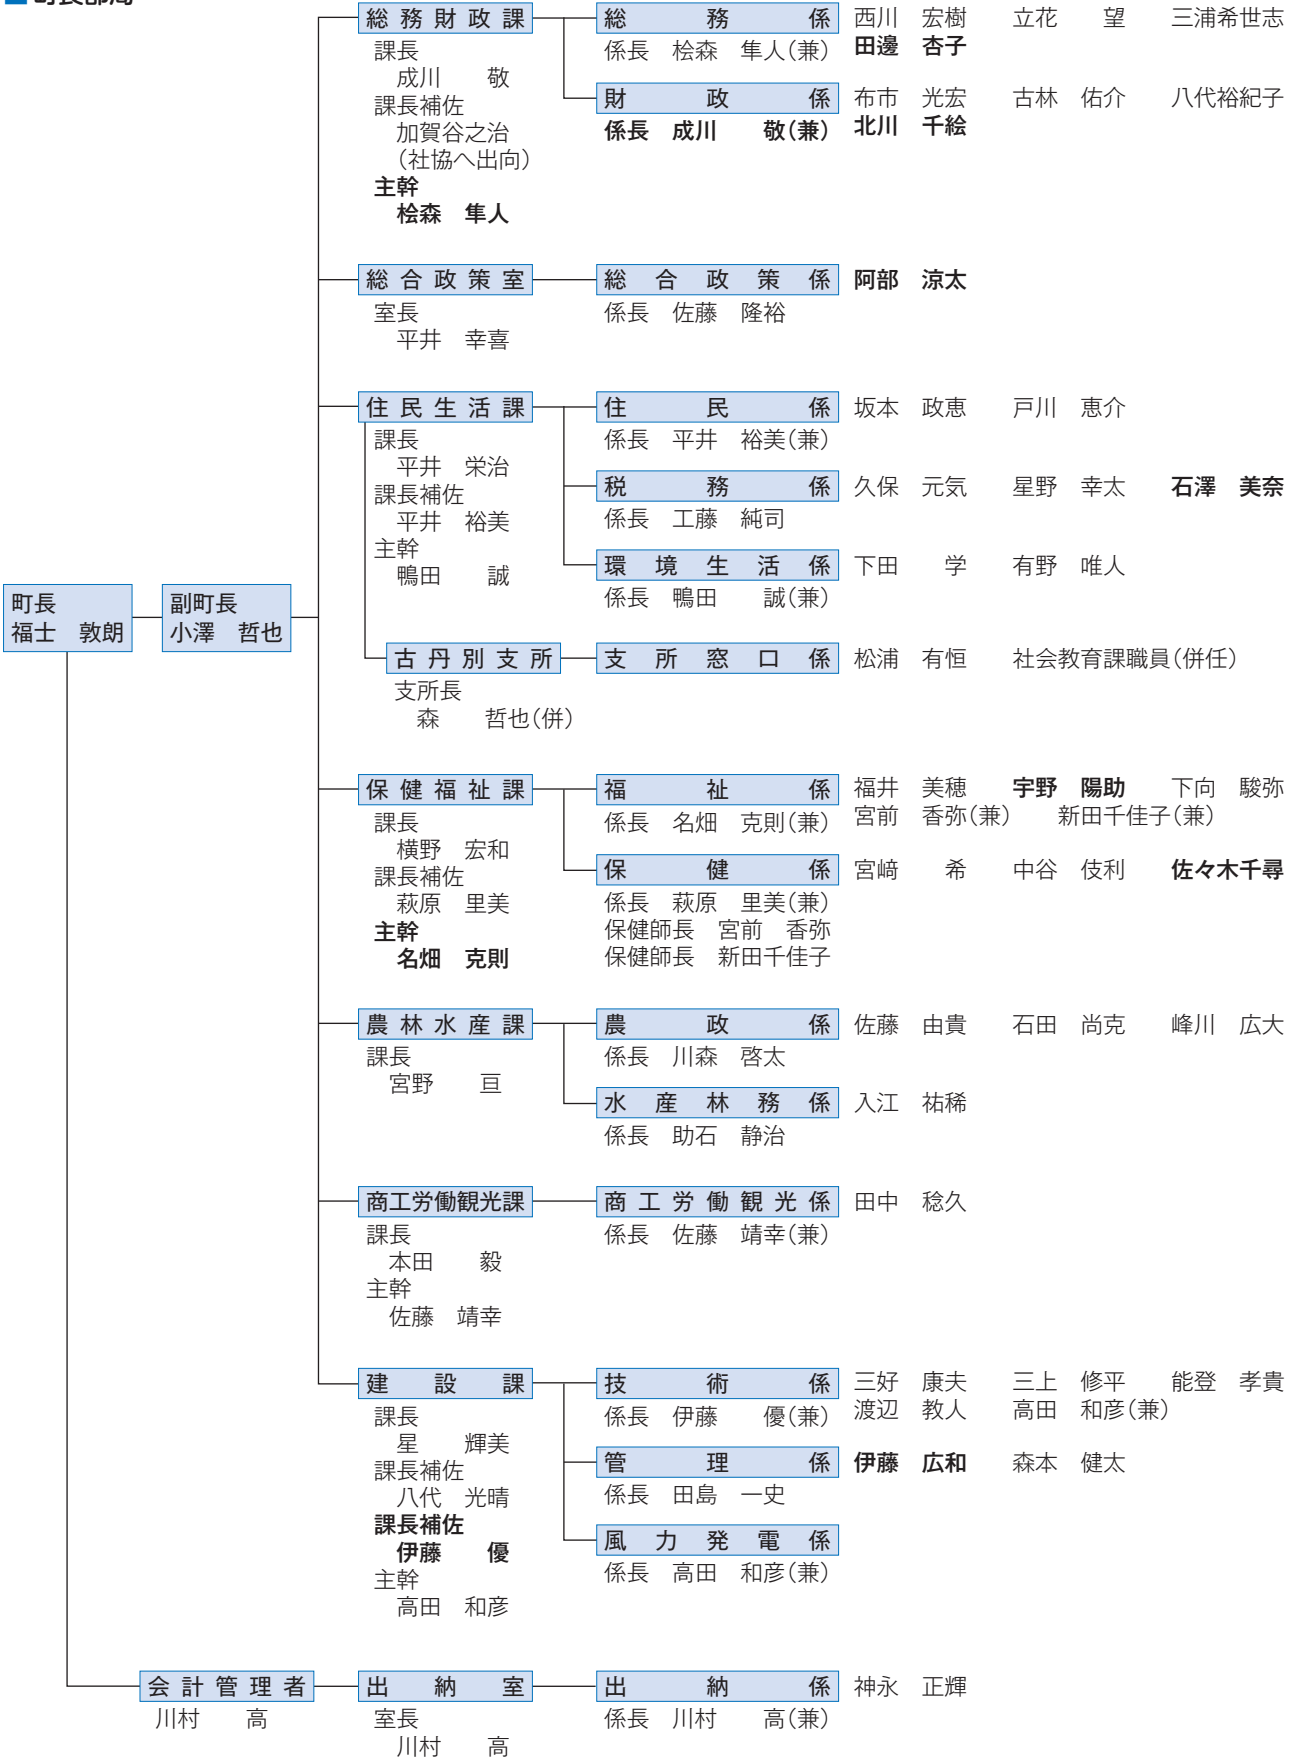 総務財政課　総務係　西川　宏樹　立花　望　三浦希世志
課長　係長　桧森　隼人(兼)　田邊　杏子
成川　敬
課長補佐　財政係　布市　光宏　古林　佑介　八代裕紀子
加賀谷之治　係長　成川　敬(兼)　北川　千絵
(社協へ出向)
主幹
桧森　隼人
総合政策室　総合政策係　阿部　涼太
室長　係長　佐藤　隆裕
平井　幸喜
住民生活課　住民係　坂本　政恵　戸川　恵介
課長　係長　平井　裕美(兼)
平井　栄治
課長補佐　税務係　久保　元気　星野　幸太　石澤　美奈
平井　裕美　係長　工藤　純司
主幹
鴨田　誠　環境生活係　下田　学　有野　唯人
係長　鴨田　誠(兼)
町長　副町長
福士　敦朗　小澤　哲也
古丹別支所　支所窓口係　松浦　有恒　社会教育課職員(併任)
支所長
森　哲也(併)
保健福祉課　福祉係　福井　美穂　宇野　陽助　下向　駿弥
課長　係長　名畑　克則(兼)　宮前　香弥(兼)　新田千佳子(兼)
横野　宏和
課長補佐　保健係　宮﨑　希　中谷　伎利　佐々木千尋
萩原　里美　係長　萩原　里美(兼)
主幹　保健師長　宮前　香弥
名畑　克則　保健師長　新田千佳子
農林水産課　農政係　佐藤　由貴　石田　尚克　峰川　広大
課長　係長　川森　啓太
宮野　亘
水産林務係　入江　祐稀
係長　助石　静治
商工労働観光課　商工労働観光係　田中　稔久
課長　係長　佐藤　靖幸(兼)
本田　毅
主幹
佐藤　靖幸
建設課　技術係　三好　康夫　三上　修平　能登　孝貴
課長　係長　伊藤　優(兼)　渡辺　教人　高田　和彦(兼)
星　輝美
課長補佐　管理係　伊藤　広和　森本　健太
八代　光晴　係長　田島　一史
課長補佐
伊藤　優　風力発電係
主幹　係長　高田　和彦(兼)
高田　和彦
会計管理者　出納室　出納係　神永　正輝
川村　高　室長　係長　川村　高(兼)
川村　高